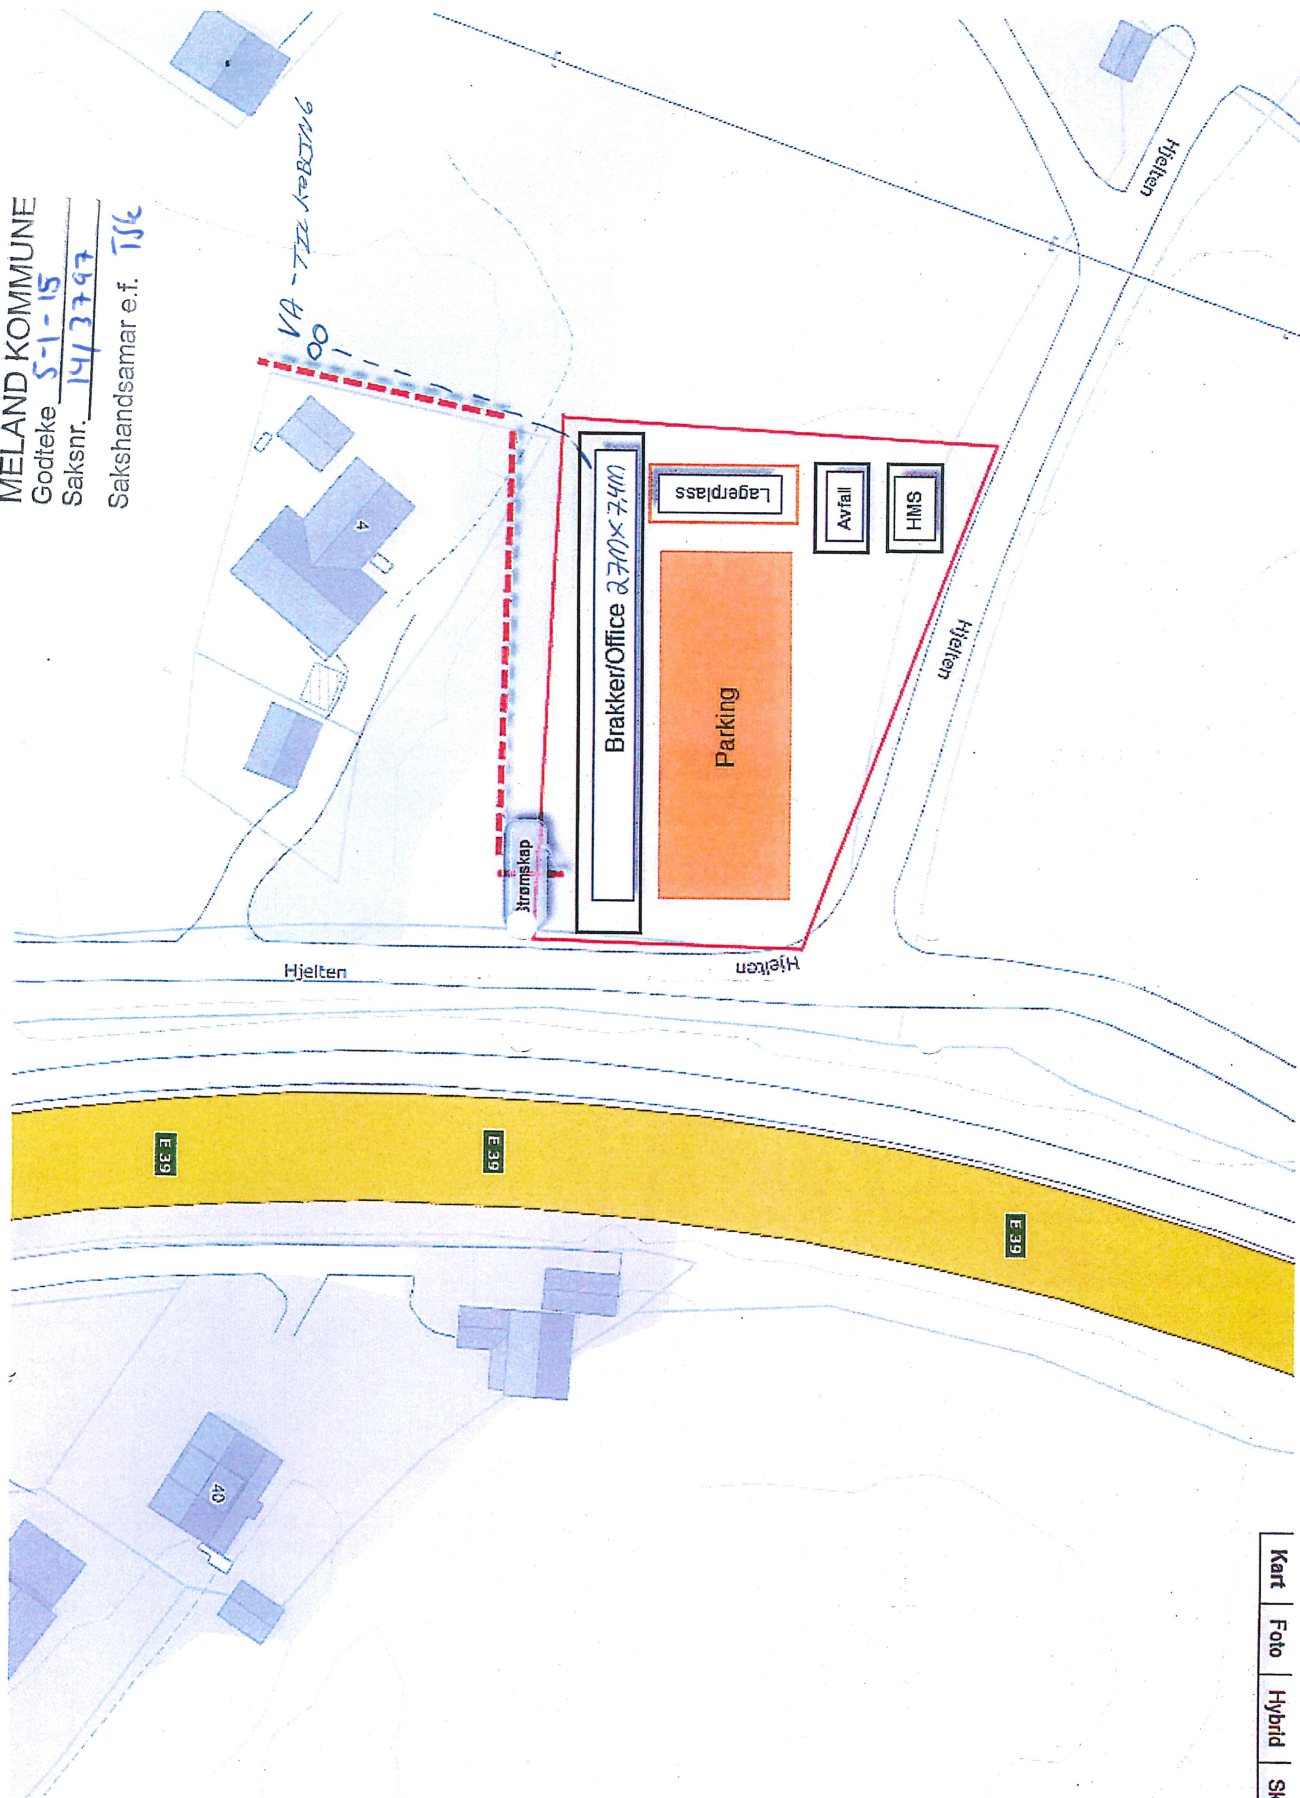 MELAND KOMMUNE
Godteke 5-1-15
Saksnr. 14/3797
Sakshandsamar e.f. TSk
VA - TILKOBLING
4
Brakker/Office 27M x 7,4M
Lagerplass
Avfall
HMS
Parking
Strømskap
Hjelten
Hjelten
Hjelten
Hjelten
E 39
E 39
E 39
40
Kart
Foto
Hybrid